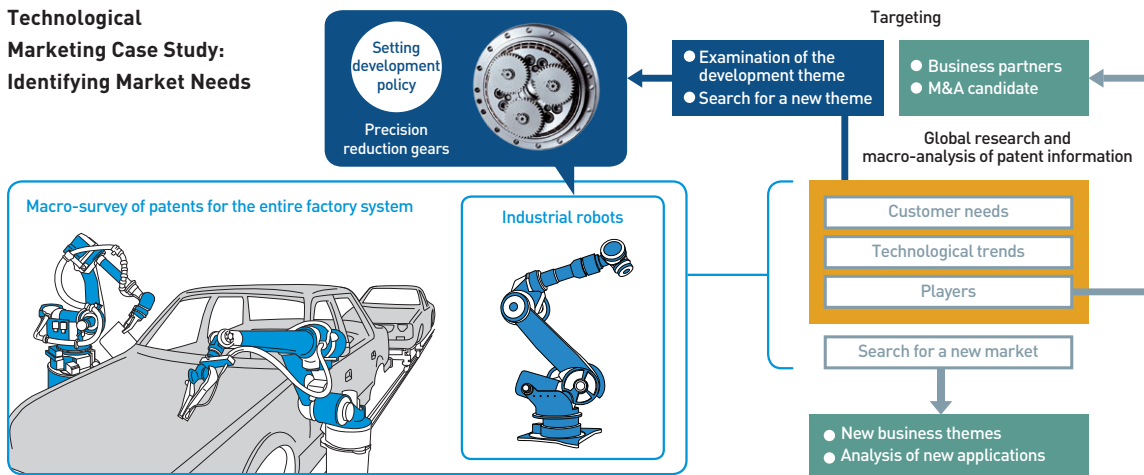 Technological
Marketing Case Study:
Identifying Market Needs
Setting
development
policy
Precision
reduction gears
● Examination of the
development theme
● Search for a new theme
Targeting
● Business partners
● M&A candidate
Global research and
macro-analysis of patent information
Macro-survey of patents for the entire factory system
Industrial robots
Customer needs
Technological trends
Players
Search for a new market
● New business themes
● Analysis of new applications